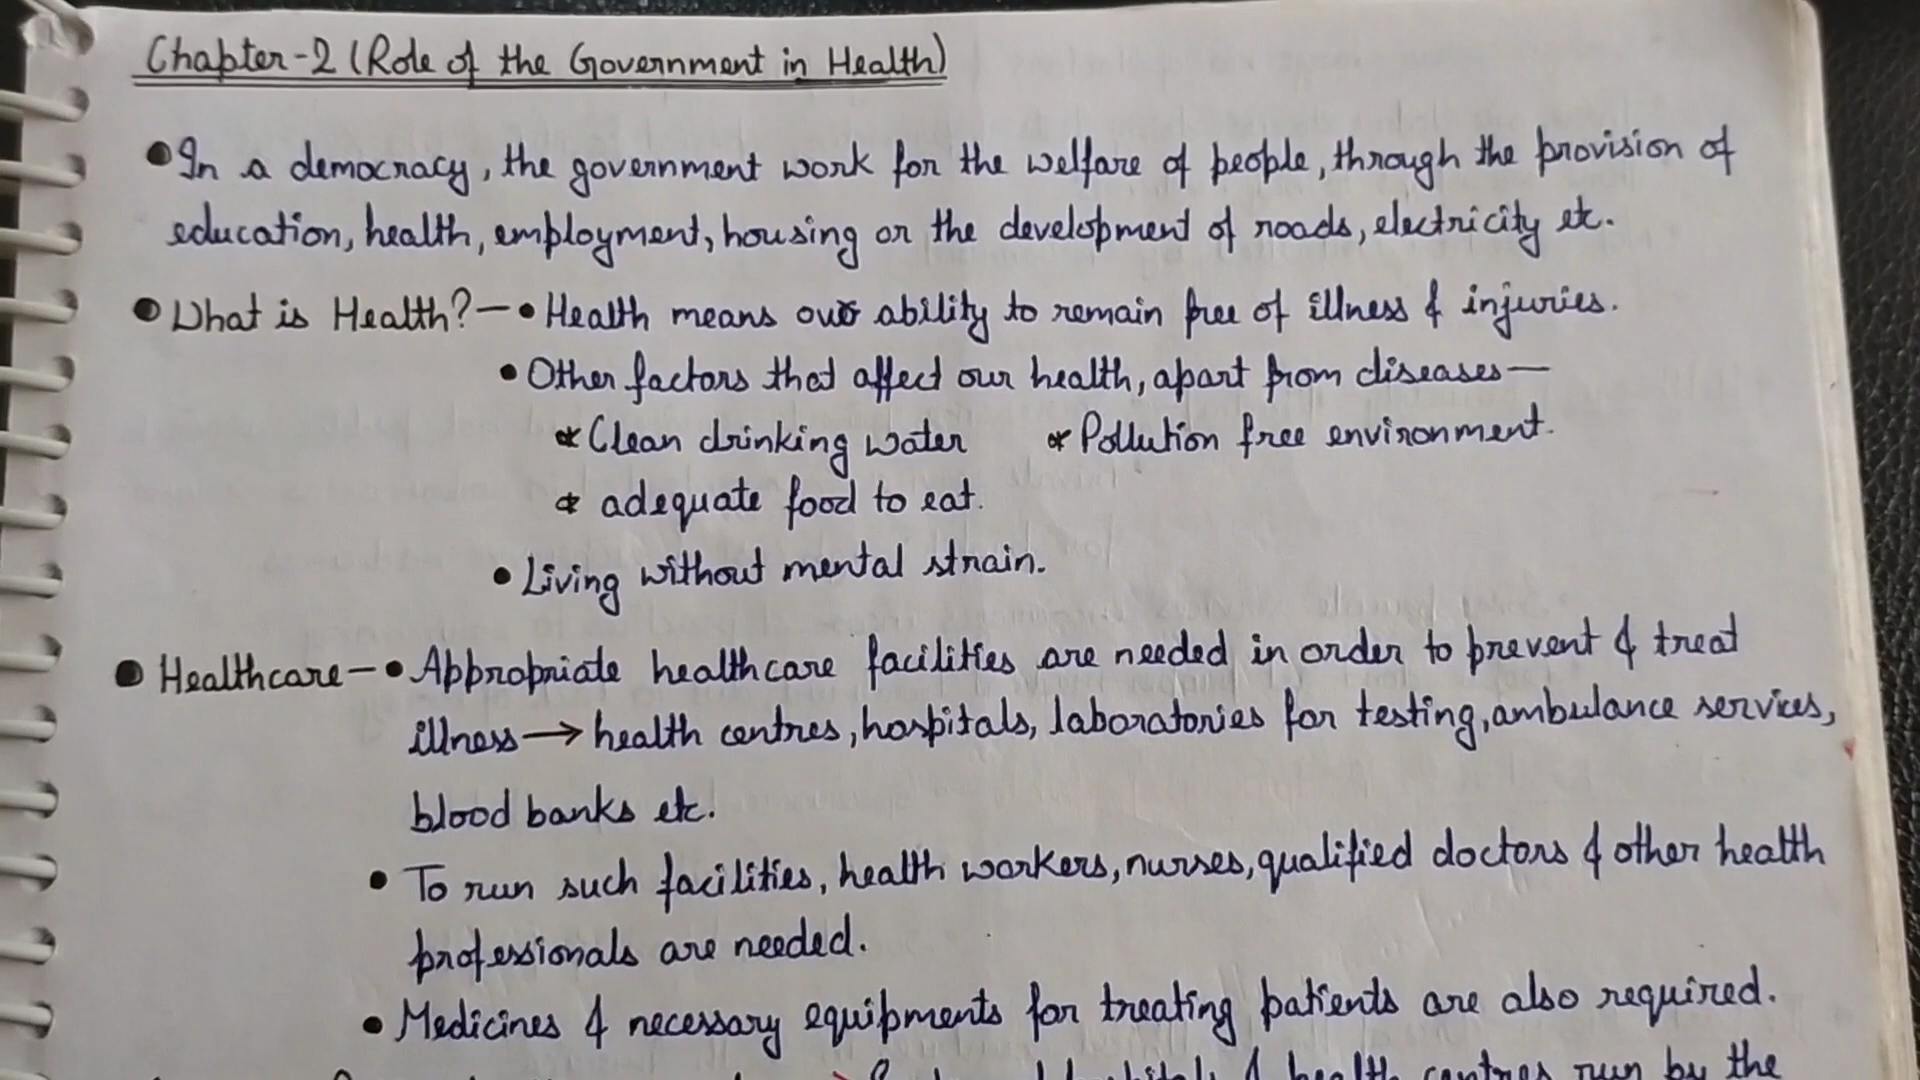 Chapter-2 (Role of the Government in Health)
• In a democracy, the government work for the welfare of people, through the provision of
education, health, employment, housing or the development of roads, electricity etc.
• What is Health? — • Health means our ability to remain free of illness & injuries.
• Other factors that affect our health, apart from diseases —
* Clean drinking water * Pollution free environment.
* adequate food to eat.
• Living without mental strain.
• Healthcare — • Appropriate healthcare facilities are needed in order to prevent & treat
illness → health centres, hospitals, laboratories for testing, ambulance services,
blood banks etc.
• To run such facilities, health workers, nurses, qualified doctors & other health
professionals are needed.
• Medicines & necessary equipments for treating patients are also required.
& health centres run by the